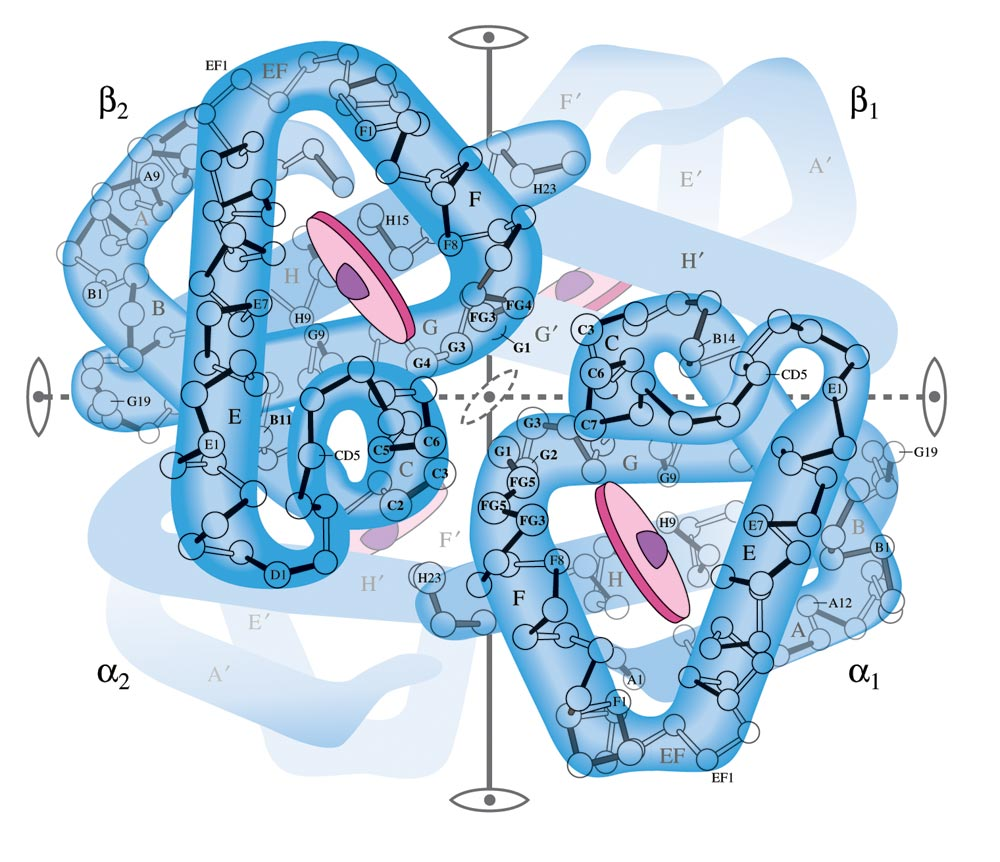 EF1
EF
β2
β1
F′
F1
A9
E′
A′
A
F
H23
H15
F8
H′
H
B1
B
E7
FG4
FG3
H9
G9
G
G′
G1
C3
C
B14
G3
G4
C6
CD5
E1
G19
E
B11
C7
G3
E1
CD5
C5
C6
G1
G2
G
G19
C
C3
FG5
G9
C2
FG5
FG3
H9
E7
B
F′
E
B1
F8
D1
H′
H23
H
F
A12
E′
A
α2
A′
A1
α1
F1
EF
EF1